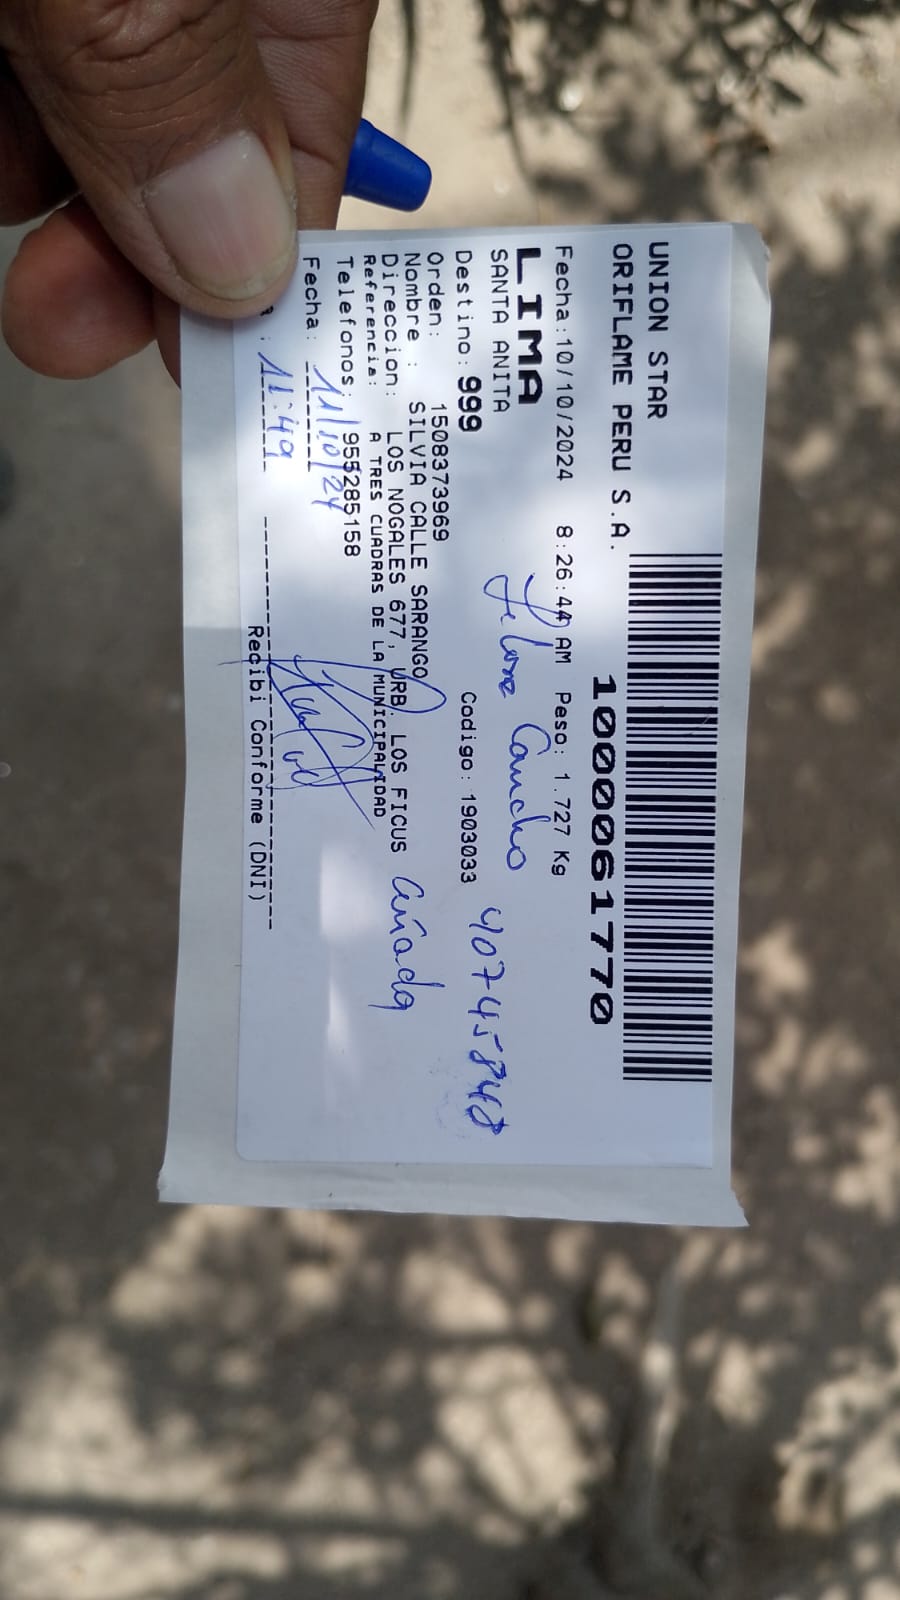 UNION STAR
ORIFLAME PERU S.A.
1000061770
Fecha:10/10/2024 8:26:44 AM Peso: 1.727 Kg
LIMA
SANTA ANITA
Cancho 40745848
Destino: 999 Codigo: 1903033
Orden: 1508373969
Nombre : SILVIA CALLE SARANGO
Direccion: LOS NOGALES 677, URB. LOS FICUS
Referencia: A TRES CUADRAS DE LA MUNICIPALIDAD
Telefonos: 955285158
Fecha: 11/10/24
: 11:49
Recibi Conforme (DNI)